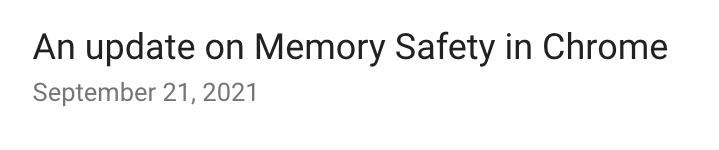 An update on Memory Safety in Chrome
September 21, 2021